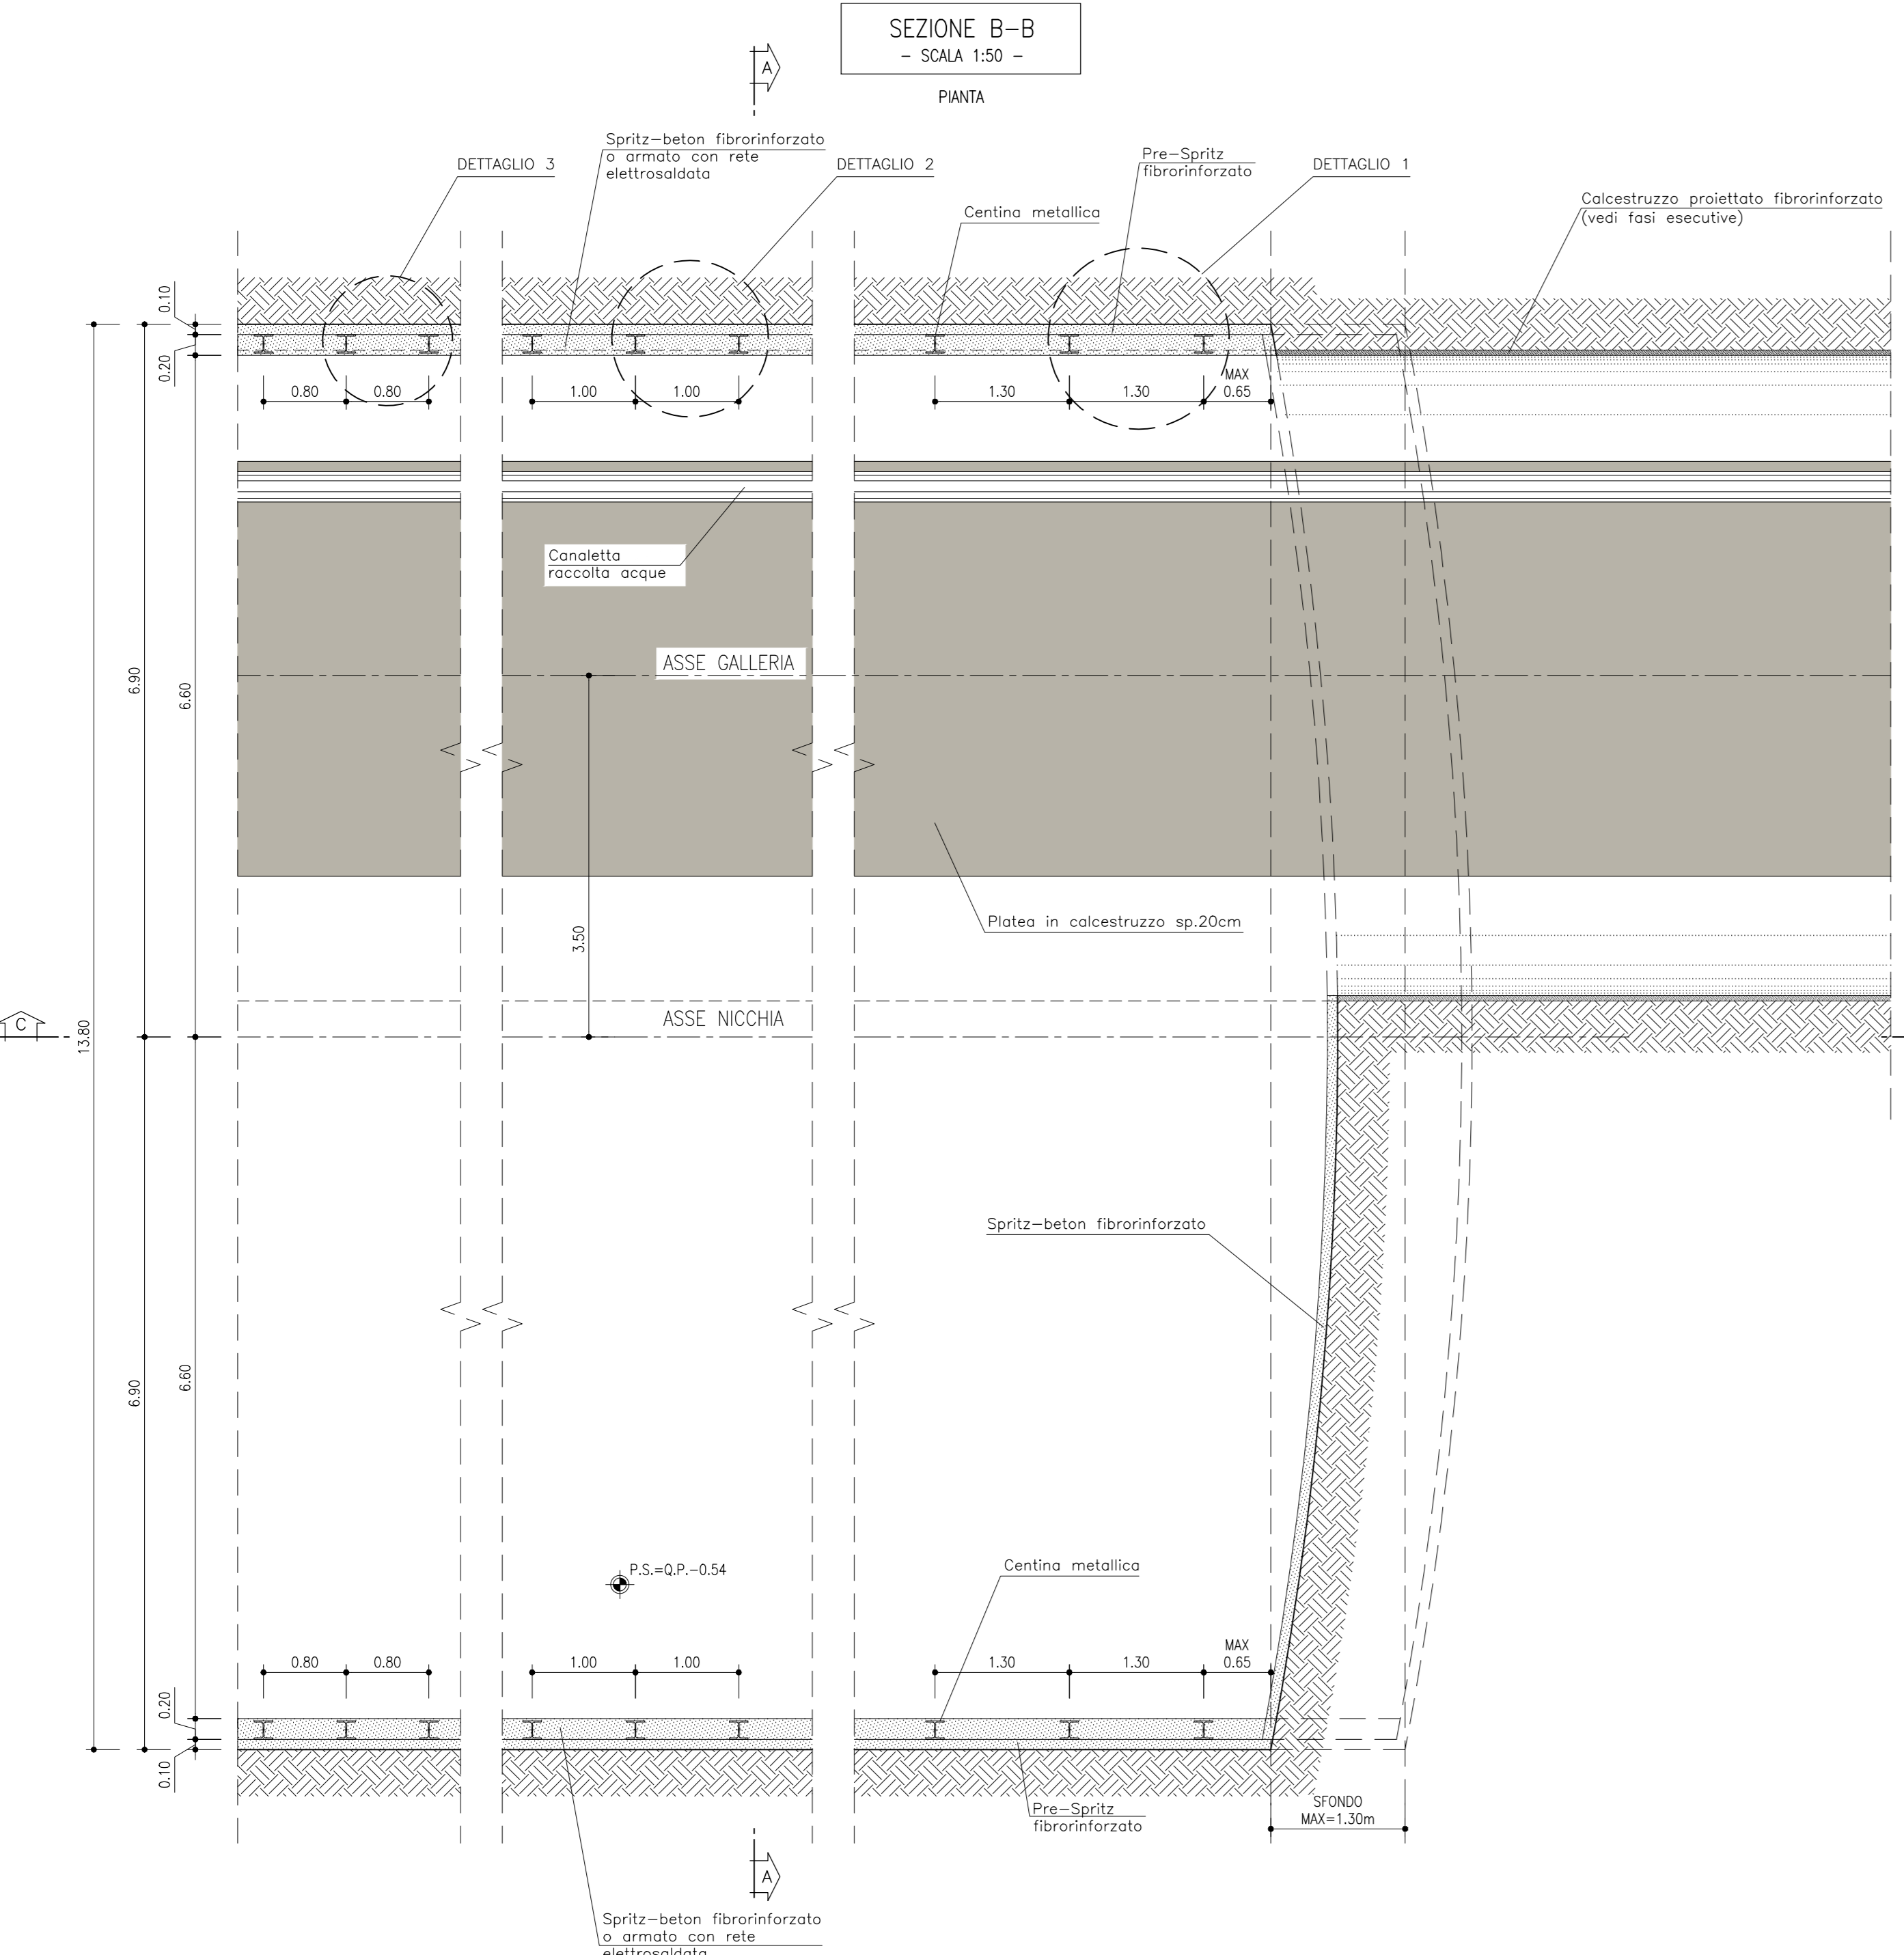 SEZIONE B-B
- SCALA 1:50 -
PIANTA
A
Spritz-beton fibrorinforzato
o armato con rete
elettrosaldata
DETTAGLIO 3
DETTAGLIO 2
Pre-Spritz
fibrorinforzato
DETTAGLIO 1
Centina metallica
Calcestruzzo proiettato fibrorinforzato
(vedi fasi esecutive)
0.10
0.20
0.80
0.80
1.00
1.00
1.30
1.30
MAX
0.65
Canaletta
raccolta acque
ASSE GALLERIA
6.90
6.60
3.50
Platea in calcestruzzo sp.20cm
ASSE NICCHIA
C
13.80
Spritz-beton fibrorinforzato
6.90
6.60
Centina metallica
P.S.=Q.P.-0.54
0.80
0.80
1.00
1.00
1.30
1.30
MAX
0.65
0.20
0.10
Pre-Spritz
fibrorinforzato
SFONDO
MAX=1.30m
A
Spritz-beton fibrorinforzato
o armato con rete
elettrosaldata